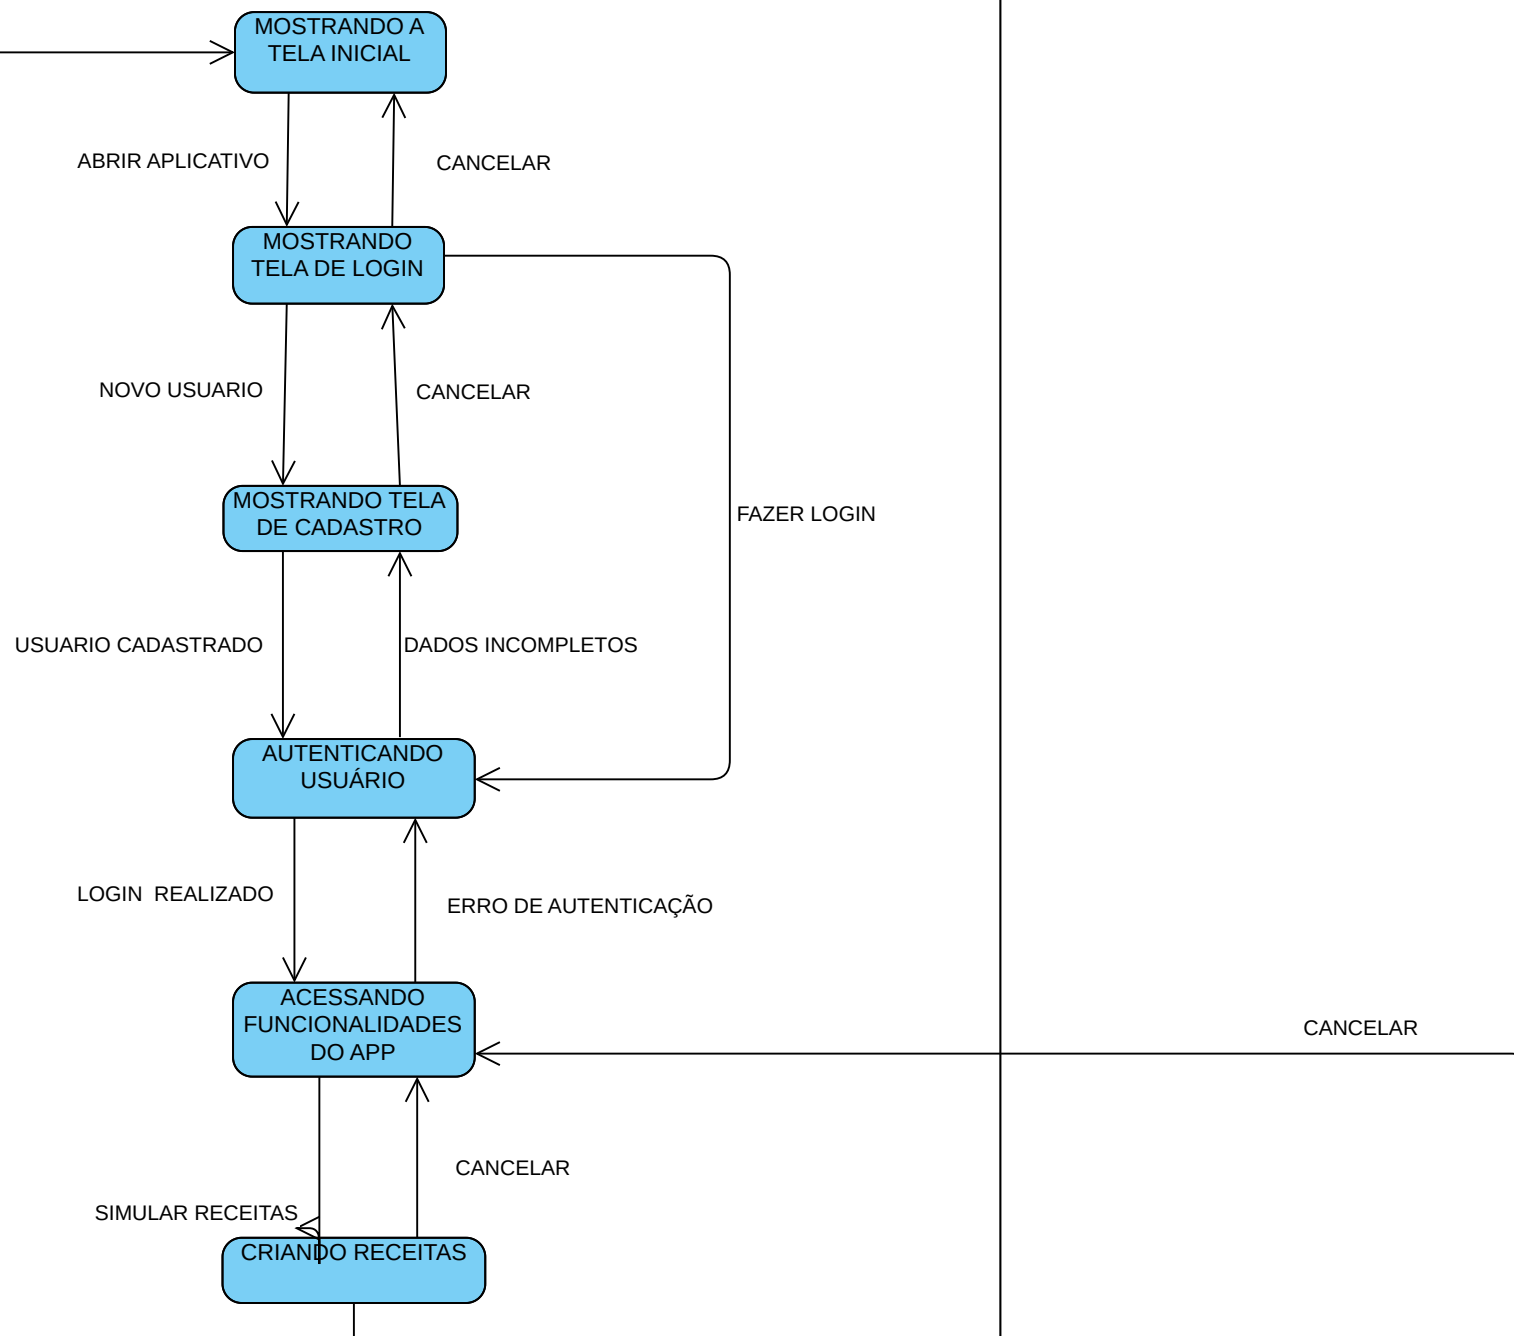 MOSTRANDO A
TELA INICIAL
ABRIR APLICATIVO
CANCELAR
MOSTRANDO
TELA DE LOGIN
NOVO USUARIO
CANCELAR
MOSTRANDO TELA
DE CADASTRO
FAZER LOGIN
USUARIO CADASTRADO
DADOS INCOMPLETOS
AUTENTICANDO
USUÁRIO
LOGIN  REALIZADO
ERRO DE AUTENTICAÇÃO
ACESSANDO
FUNCIONALIDADES
DO APP
CANCELAR
CANCELAR
SIMULAR RECEITAS
CRIANDO RECEITAS